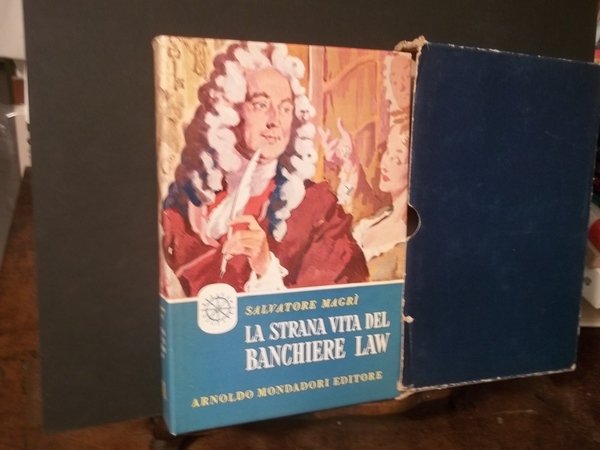 SALVATORE MAGRÌ
LA STRANA VITA DEL
BANCHIERE LAW
ARNOLDO MONDADORI EDITORE